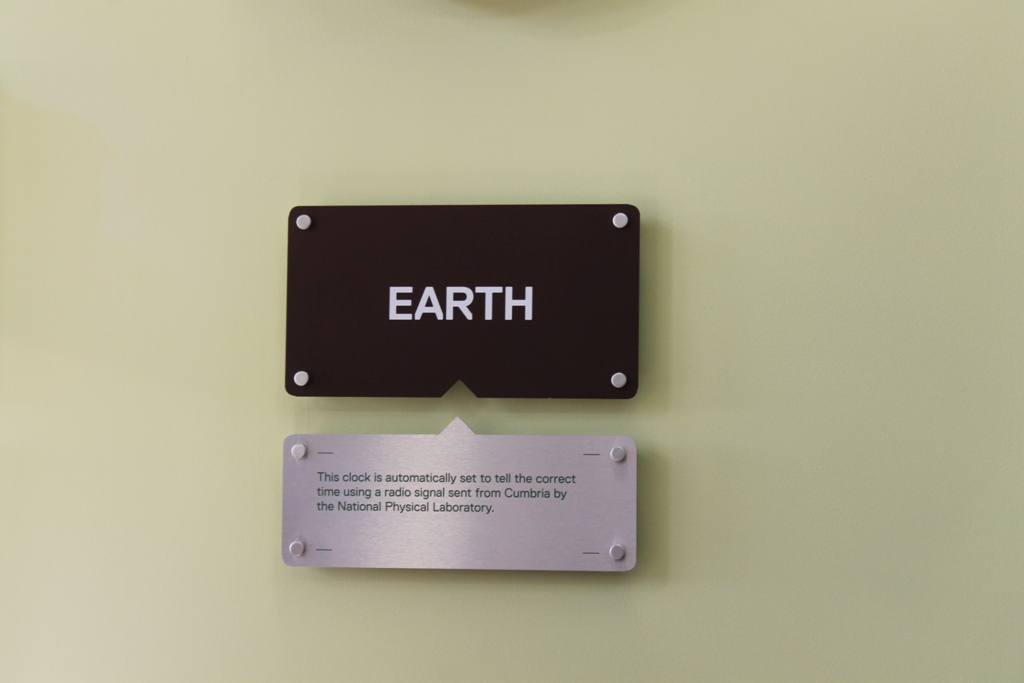 EARTH
This clock is automatically set to tell the correct
time using a radio signal sent from Cumbria by
the National Physical Laboratory.